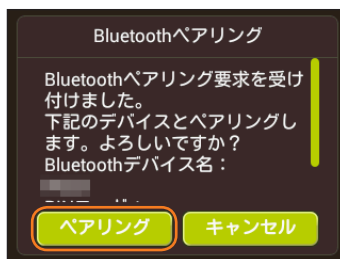 Bluetoothペアリング
Bluetoothペアリング要求を受け
付けました。
下記のデバイスとペアリングし
ます。よろしいですか？
Bluetoothデバイス名：
ペアリング
キャンセル